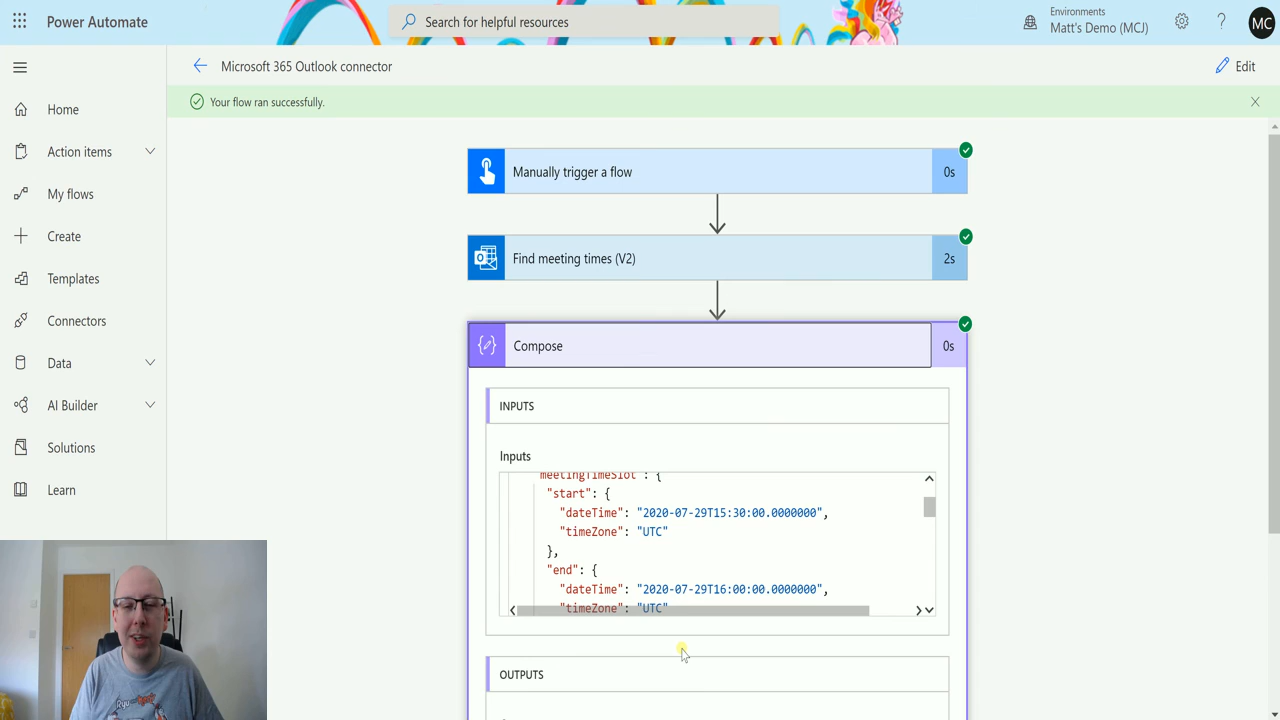 Power Automate
Search for helpful resources
Environments
Matt's Demo (MCJ)
MC
Microsoft 365 Outlook connector
Edit
Your flow ran successfully.
Home
Action items
My flows
Create
Templates
Connectors
Data
AI Builder
Solutions
Learn
Manually trigger a flow
0s
Find meeting times (V2)
2s
Compose
0s
INPUTS
Inputs
meetingTimeSlot : {
"start": {
"dateTime": "2020-07-29T15:30:00.0000000",
"timeZone": "UTC"
},
"end": {
"dateTime": "2020-07-29T16:00:00.0000000",
"timeZone": "UTC"
OUTPUTS